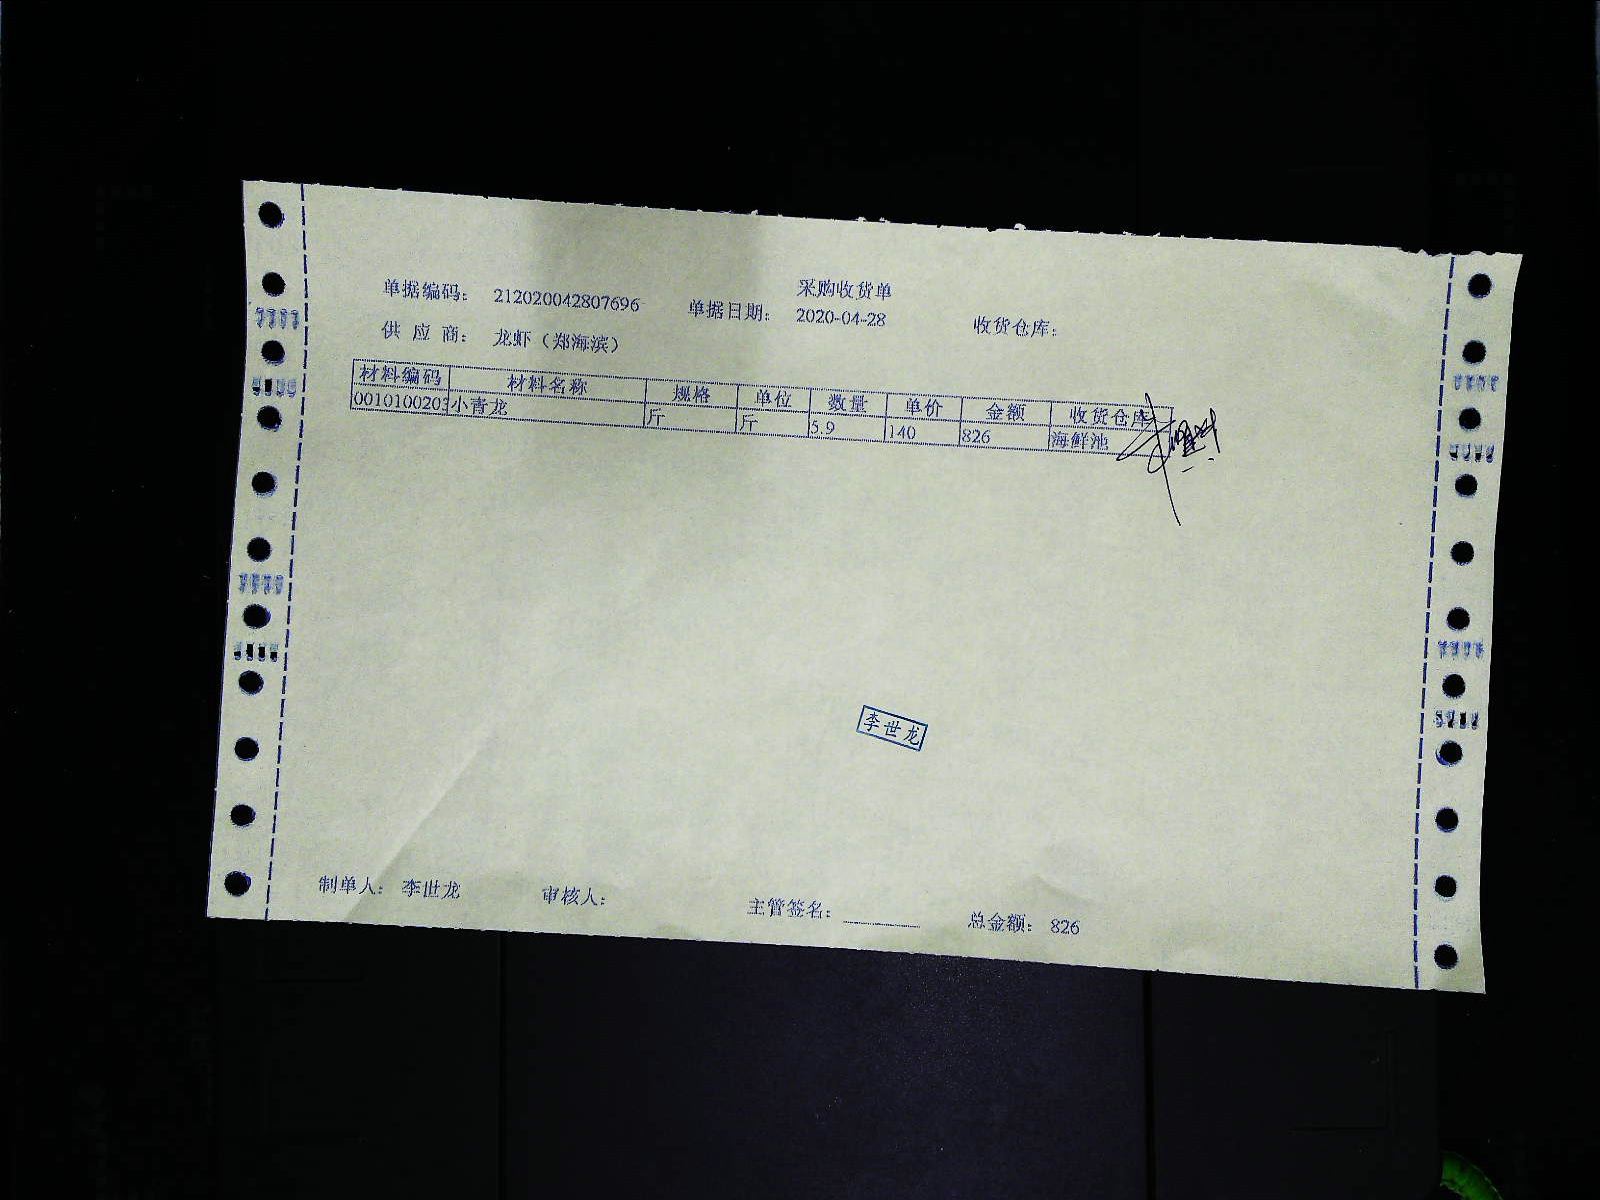 采购收货单
单据编码: 212020042807696 单据日期: 2020-04-28 收货仓库:
供 应 商: 龙虾（郑海滨）
材料编码 材料名称 规格 单位 数量 单价 金额 收货仓库
001010020 小青龙 斤 斤 5.9 140 826 海鲜池
李世龙
制单人: 李世龙 审核人: 主管签名: 总金额: 826